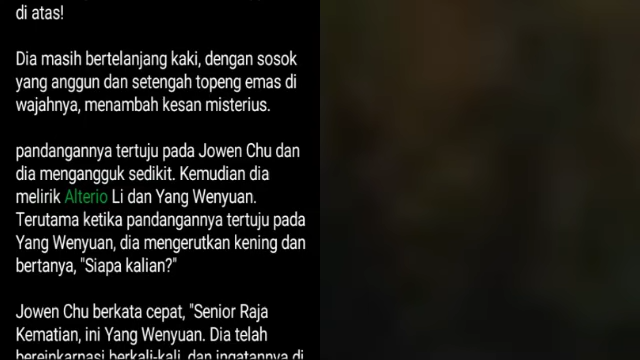 di atas!
Dia masih bertelanjang kaki, dengan sosok
yang anggun dan setengah topeng emas di
wajahnya, menambah kesan misterius.
pandangannya tertuju pada Jowen Chu dan
dia mengangguk sedikit. Kemudian dia
melirik Alterio Li dan Yang Wenyuan.
Terutama ketika pandangannya tertuju pada
Yang Wenyuan, dia mengerutkan kening dan
bertanya, "Siapa kalian?"
Jowen Chu berkata cepat, "Senior Raja
Kematian, ini Yang Wenyuan. Dia telah
bereinkarnasi berkali-kali, dan ingatannya di